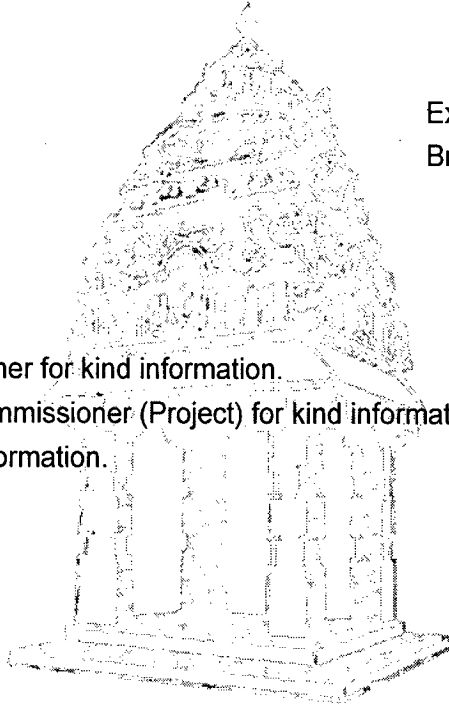 Ex
Br
ner for kind information.
mmissioner (Project) for kind informat
ormation.